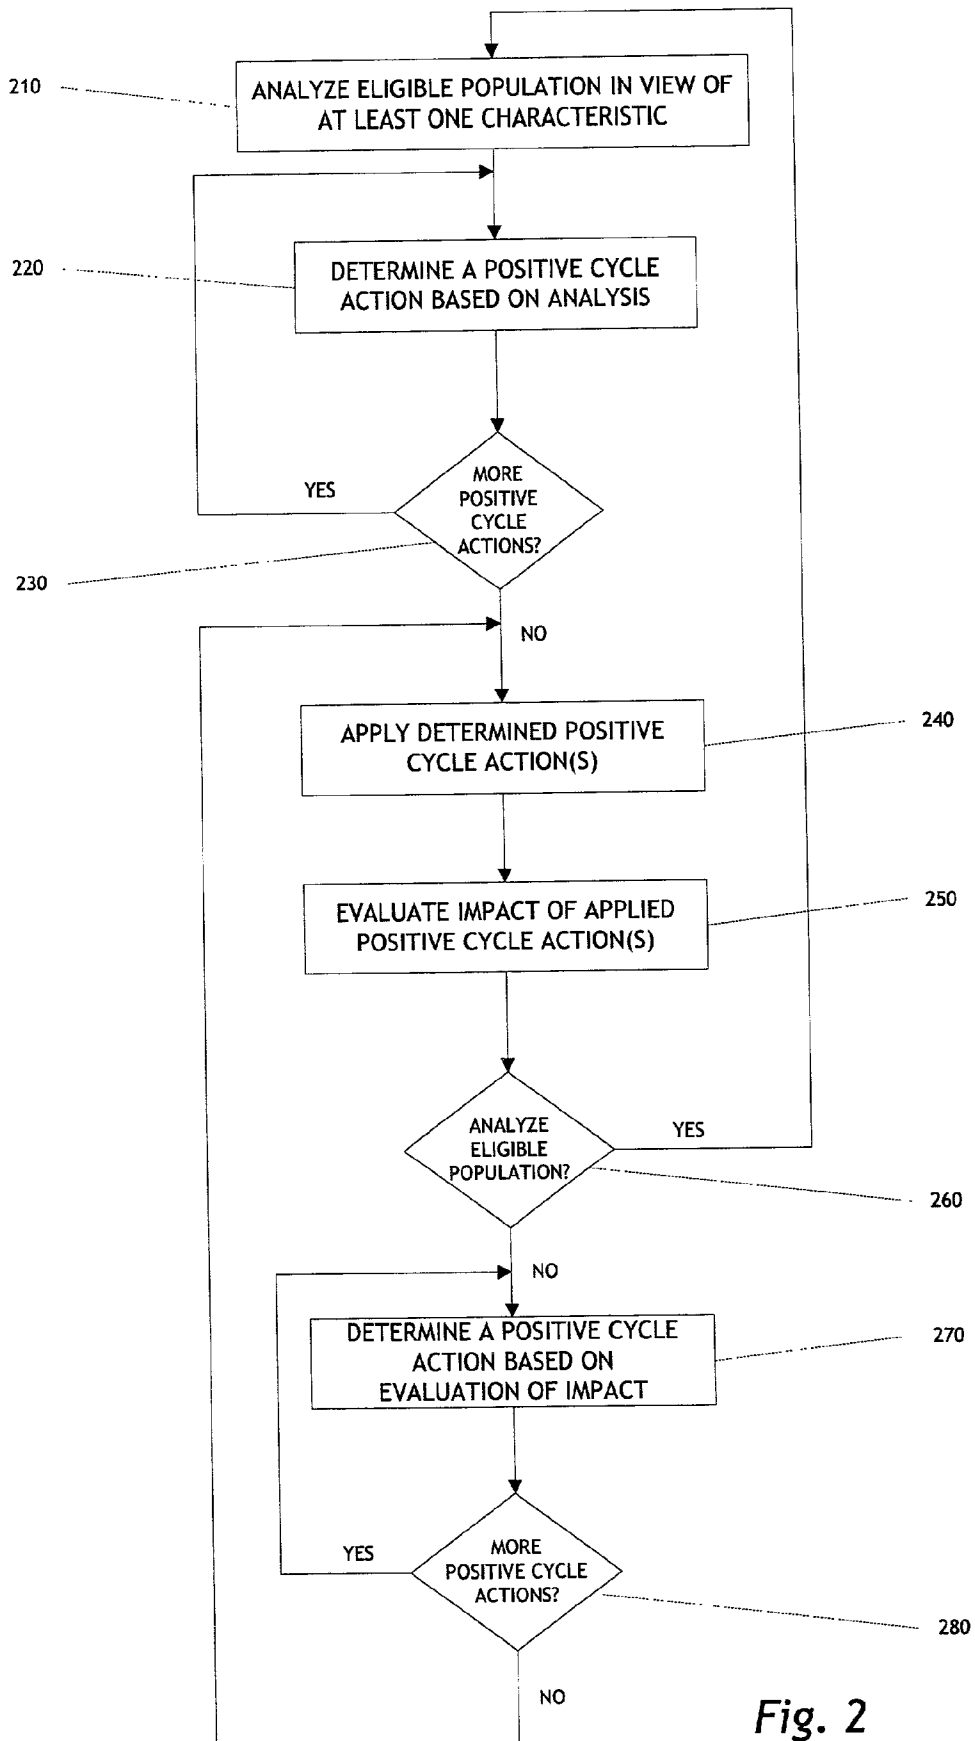 210
ANALYZE ELIGIBLE POPULATION IN VIEW OF
AT LEAST ONE CHARACTERISTIC
220
DETERMINE A POSITIVE CYCLE
ACTION BASED ON ANALYSIS
MORE
POSITIVE
CYCLE
ACTIONS?
YES
230
NO
APPLY DETERMINED POSITIVE
CYCLE ACTION(S)
240
EVALUATE IMPACT OF APPLIED
POSITIVE CYCLE ACTION(S)
250
ANALYZE
ELIGIBLE
POPULATION?
YES
260
NO
DETERMINE A POSITIVE CYCLE
ACTION BASED ON
EVALUATION OF IMPACT
270
MORE
POSITIVE CYCLE
ACTIONS?
YES
280
NO
Fig. 2